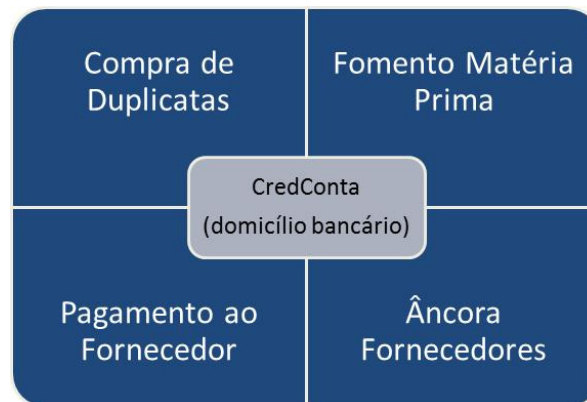 Compra de
Duplicatas
Fomento Matéria
Prima
CredConta
(domicílio bancário)
Pagamento ao
Fornecedor
Âncora
Fornecedores